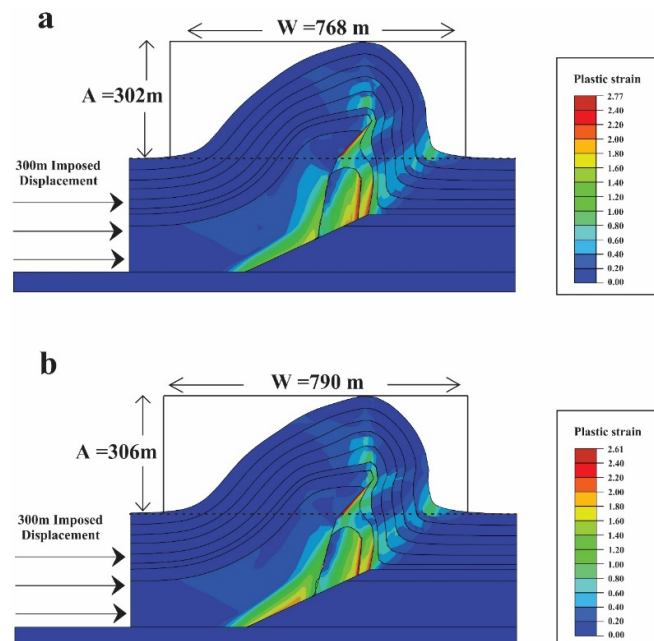 a
W =768 m
A =302m
300m Imposed
Displacement
Plastic strain
2.77
2.40
2.20
2.00
1.80
1.60
1.40
1.20
1.00
0.80
0.60
0.40
0.20
0.00
b
W =790 m
A =306m
300m Imposed
Displacement
Plastic strain
2.61
2.40
2.20
2.00
1.80
1.60
1.40
1.20
1.00
0.80
0.60
0.40
0.20
0.00